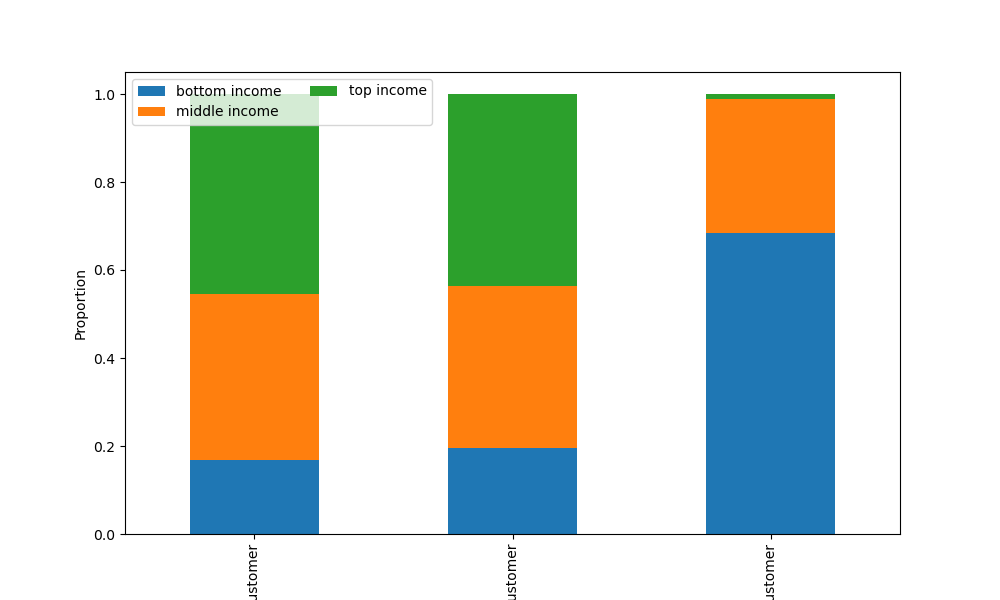 bottom income
middle income
top income
1.0
0.8
0.6
0.4
0.2
0.0
Proportion
ustomer
ustomer
ustomer